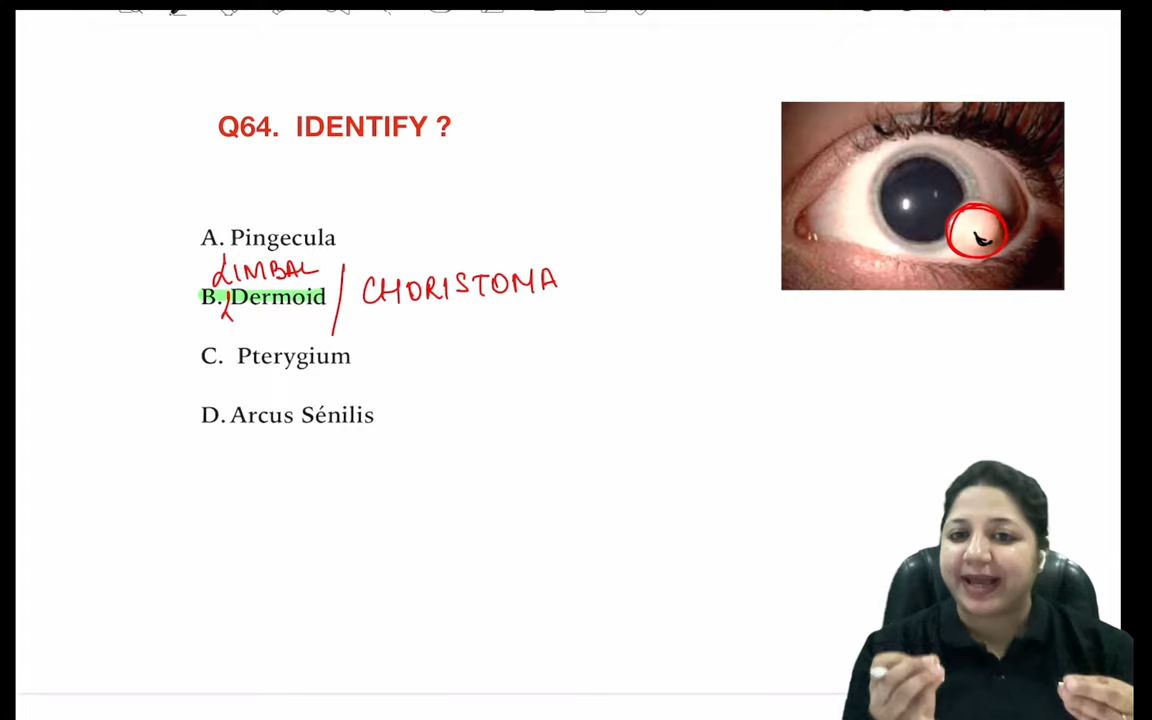 Q64. IDENTIFY ?
A. Pingecula
LIMBAL
B. Dermoid / CHORISTOMA
C. Pterygium
D. Arcus Sénilis